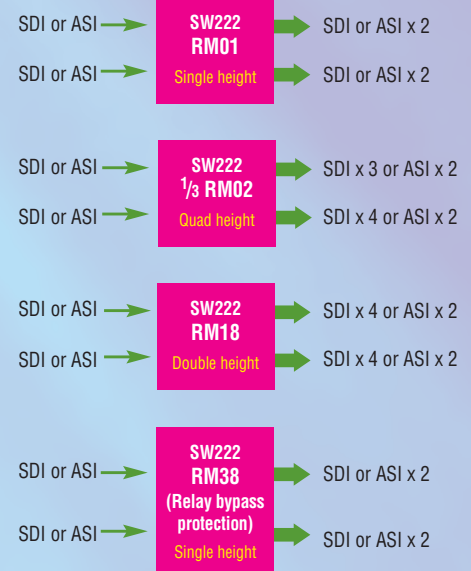 SDI or ASI
SW222
RM01
Single height
SDI or ASI x 2
SDI or ASI
SDI or ASI x 2
SDI or ASI
SW222
1/3 RM02
Quad height
SDI x 3 or ASI x 2
SDI or ASI
SDI x 4 or ASI x 2
SDI or ASI
SW222
RM18
Double height
SDI x 4 or ASI x 2
SDI or ASI
SDI x 4 or ASI x 2
SDI or ASI
SW222
RM38
(Relay bypass
protection)
Single height
SDI or ASI x 2
SDI or ASI
SDI or ASI x 2